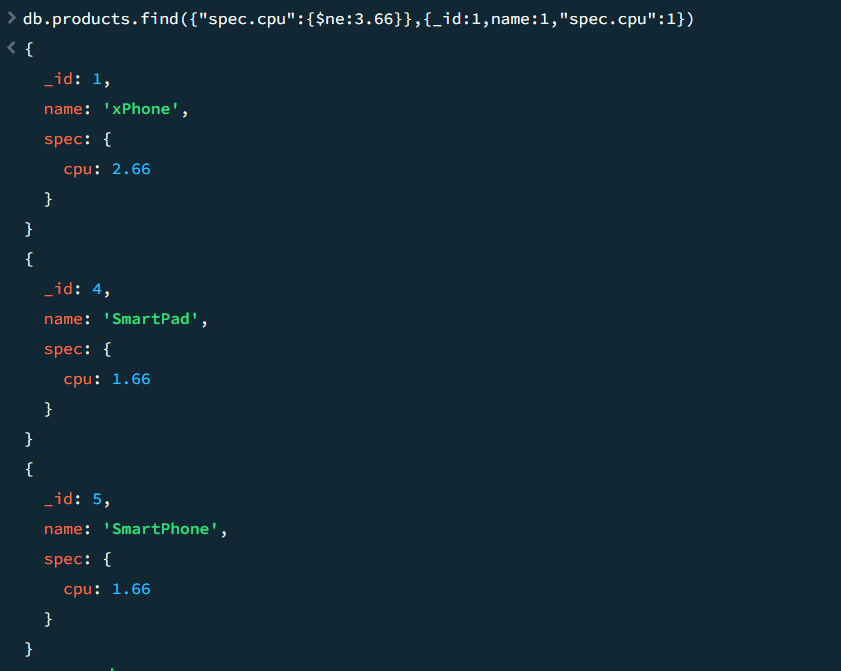 > db.products.find({"spec.cpu":{$ne:3.66}},{_id:1,name:1,"spec.cpu":1})
< {
_id: 1,
name: 'xPhone',
spec: {
cpu: 2.66
}
}
{
_id: 4,
name: 'SmartPad',
spec: {
cpu: 1.66
}
}
{
_id: 5,
name: 'SmartPhone',
spec: {
cpu: 1.66
}
}